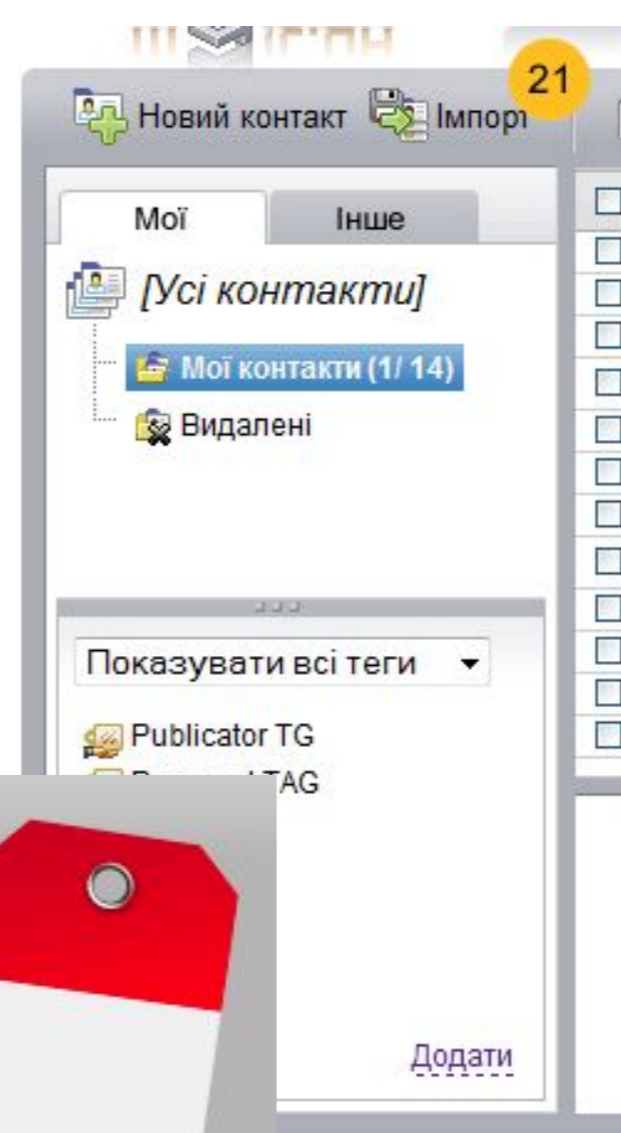 21
Новий контакт Імпорт
Мої Інше
[Усі контакти]
Мої контакти (1/ 14)
Видалені
Показувати всі теги
Publicator TG
TAG
Додати